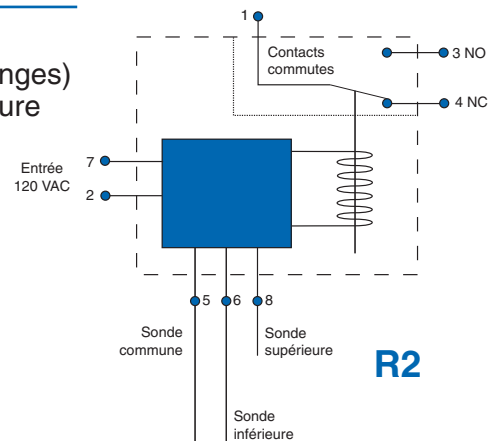 nges)
ure
1
Contacts
commutes
3 NO
4 NC
Entrée
120 VAC
7
2
5
6
8
Sonde
commune
Sonde
supérieure
Sonde
inférieure
R2